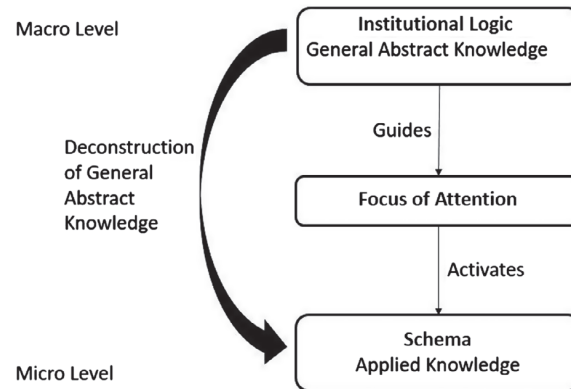 Macro Level
Institutional Logic
General Abstract Knowledge
Guides
Deconstruction
of General
Abstract
Knowledge
Focus of Attention
Activates
Schema
Applied Knowledge
Micro Level